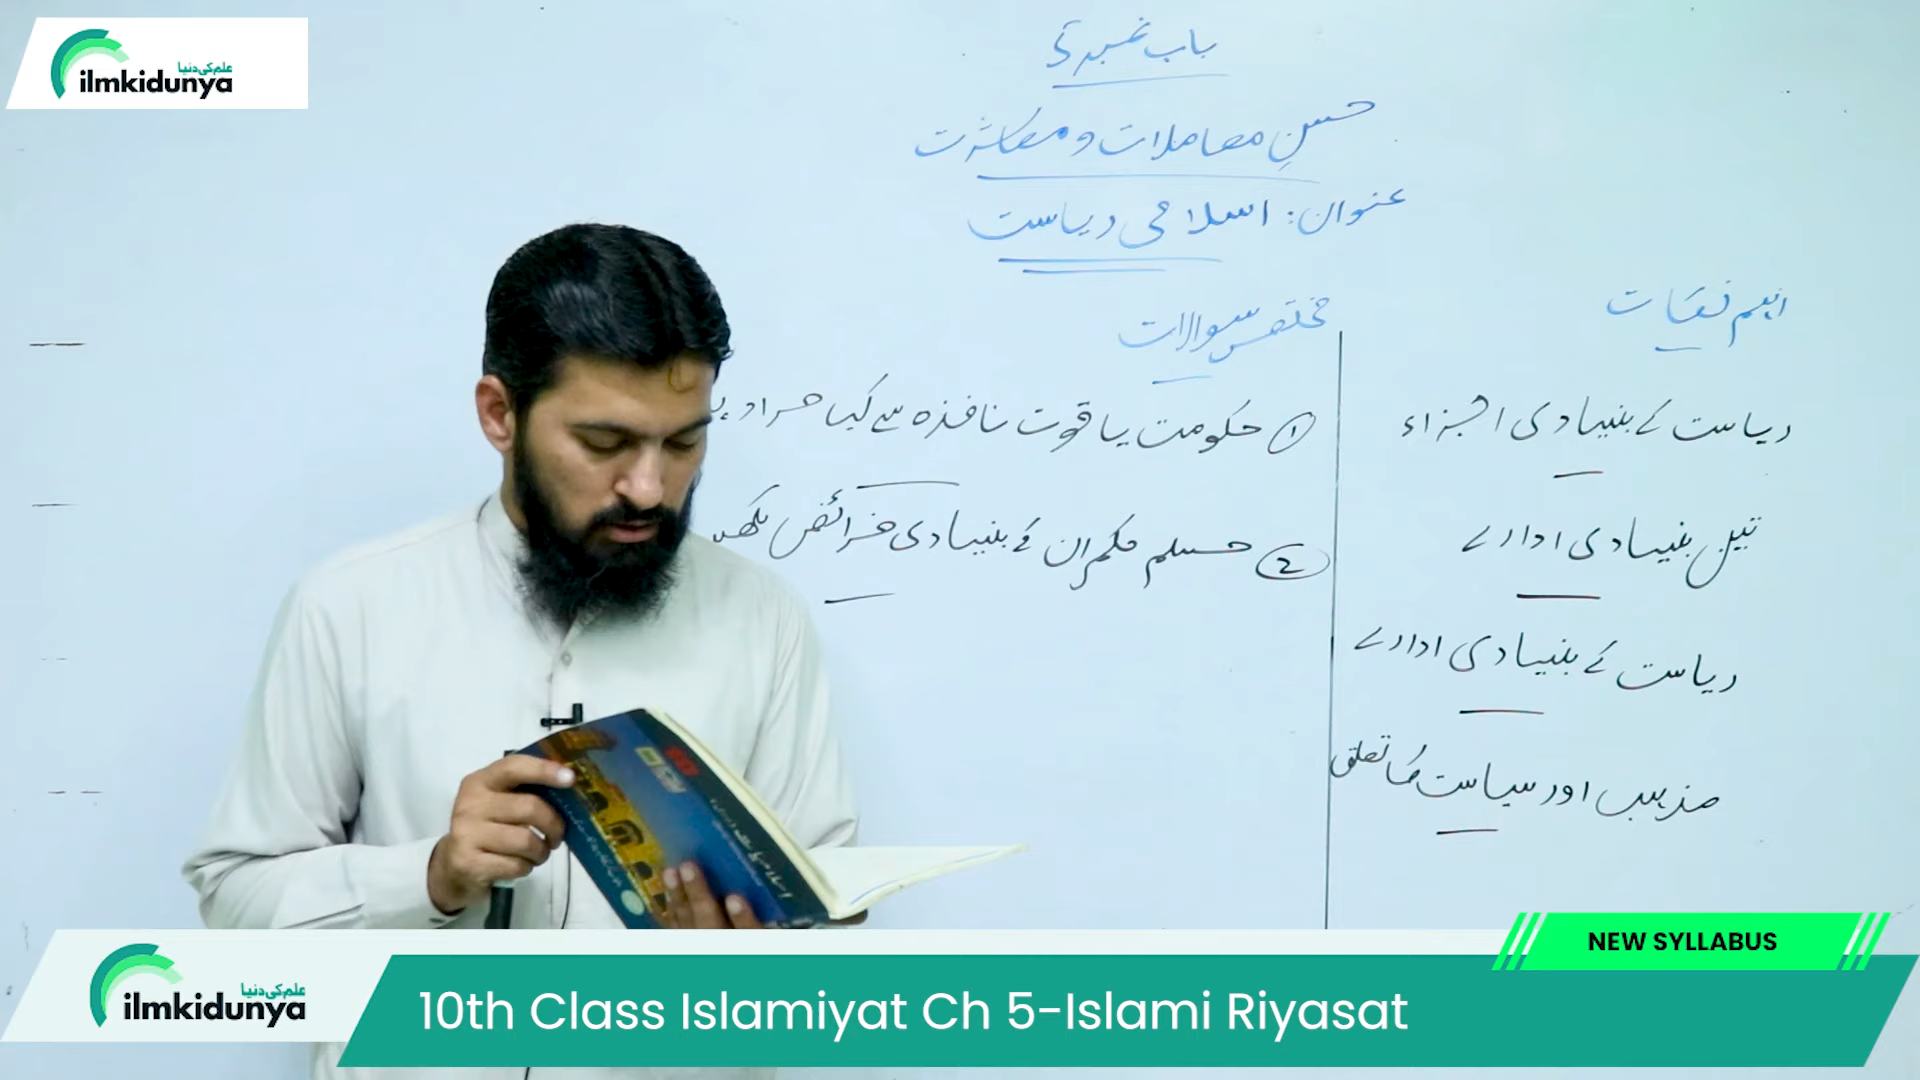 علم کی دنیا
ilmkidunya
باب نمبر 5
حسنِ معاملات و معاشرت
عنوان: اسلامی ریاست
اہم نقات
ریاست کے بنیادی اجزاء
تین بنیادی ادارے
ریاست کے بنیادی ادارے
مذہب اور سیاست کا تعلق
مختصر سوالات
① حکومت یا قوت نافذہ سے کیا مراد ہے
② مسلم حکمران کے بنیادی فرائض لکھیں
NEW SYLLABUS
علم کی دنیا
ilmkidunya
10th Class Islamiyat Ch 5-Islami Riyasat